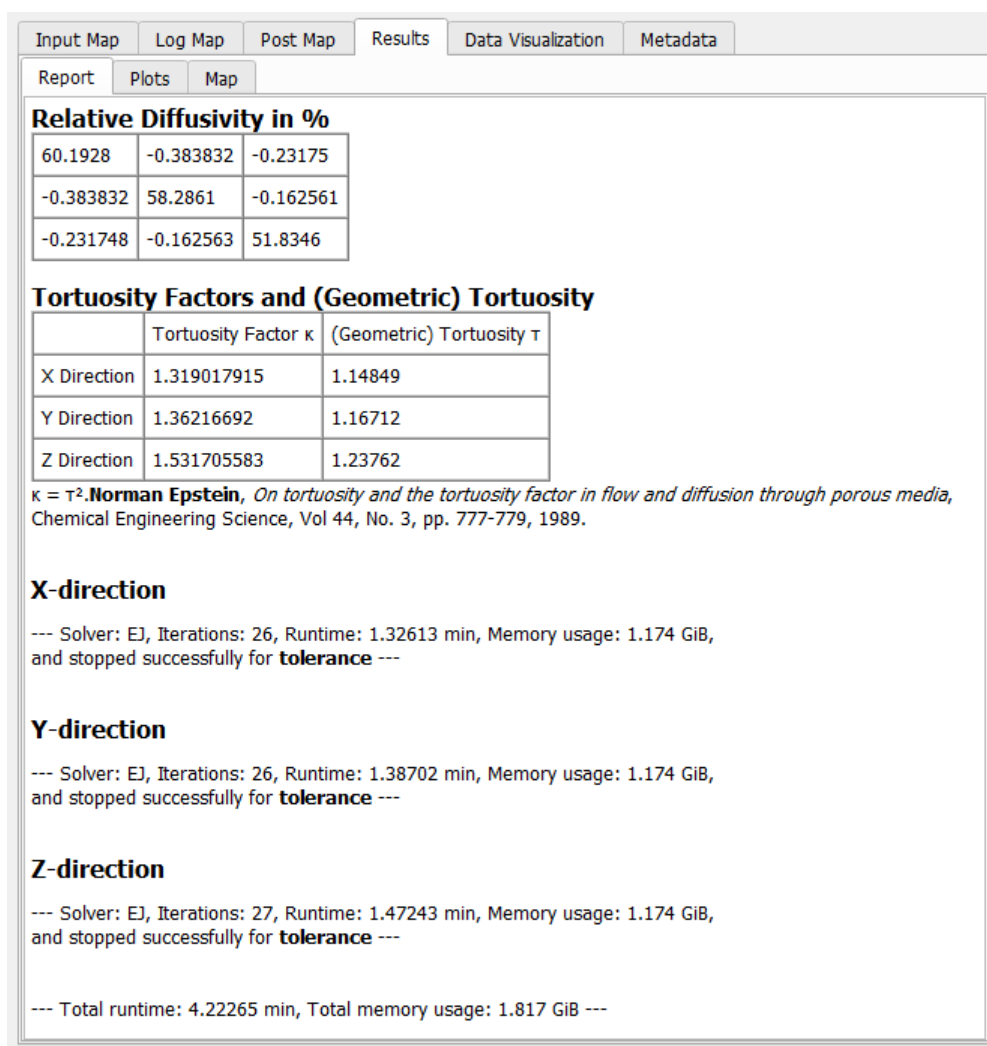 Input Map Log Map Post Map Results Data Visualization Metadata
Report Plots Map
Relative Diffusivity in %
60.1928 -0.383832 -0.23175
-0.383832 58.2861 -0.162561
-0.231748 -0.162563 51.8346
Tortuosity Factors and (Geometric) Tortuosity
Tortuosity Factor κ (Geometric) Tortuosity τ
X Direction 1.319017915 1.14849
Y Direction 1.36216692 1.16712
Z Direction 1.531705583 1.23762
κ = τ².Norman Epstein, On tortuosity and the tortuosity factor in flow and diffusion through porous media,
Chemical Engineering Science, Vol 44, No. 3, pp. 777-779, 1989.
X-direction
--- Solver: EJ, Iterations: 26, Runtime: 1.32613 min, Memory usage: 1.174 GiB,
and stopped successfully for tolerance ---
Y-direction
--- Solver: EJ, Iterations: 26, Runtime: 1.38702 min, Memory usage: 1.174 GiB,
and stopped successfully for tolerance ---
Z-direction
--- Solver: EJ, Iterations: 27, Runtime: 1.47243 min, Memory usage: 1.174 GiB,
and stopped successfully for tolerance ---
--- Total runtime: 4.22265 min, Total memory usage: 1.817 GiB ---